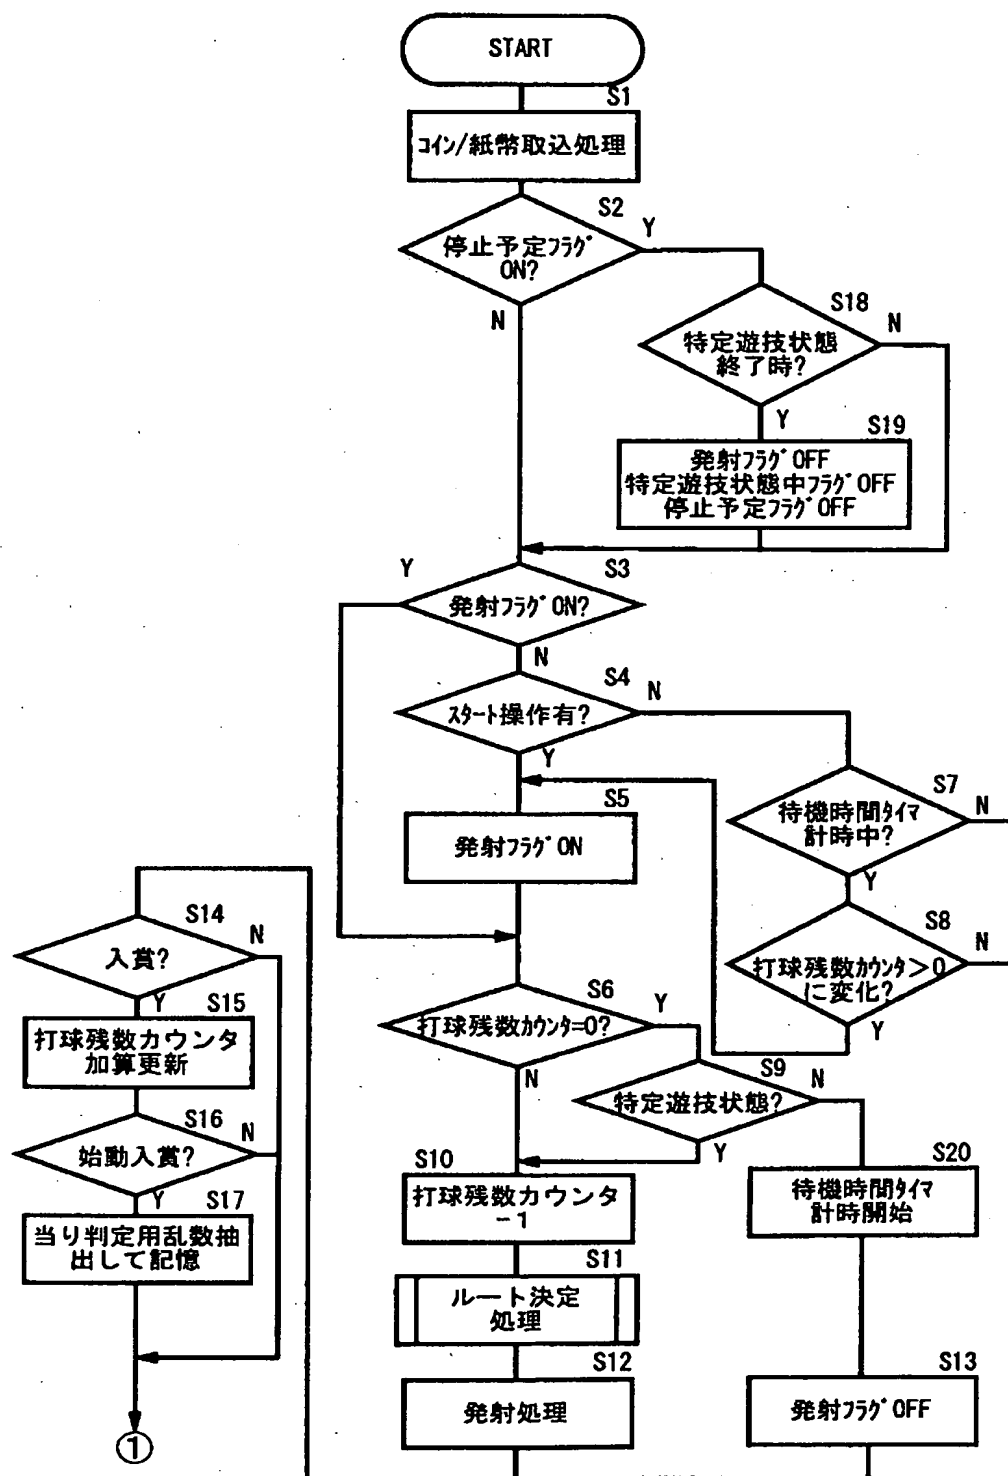 START
S1
コイン/紙幣取込処理
S2
停止予定フラグ
ON?
Y
N
S18
特定遊技状態
終了時?
N
Y
S19
発射フラグOFF
特定遊技状態中フラグOFF
停止予定フラグOFF
Y
S3
発射フラグON?
N
S4
スタート操作有?
N
Y
S7
待機時間タイマ
計時中?
N
Y
S5
発射フラグON
S8
打球残数カウンタ>0
に変化?
N
Y
S14
入賞?
N
Y
S15
打球残数カウンタ
加算更新
S16
始動入賞?
N
Y
S17
当り判定用乱数抽
出して記憶
①
S6
打球残数カウンタ=0?
Y
N
S9
特定遊技状態?
N
Y
S10
打球残数カウンタ
-1
S20
待機時間タイマ
計時開始
S11
ルート決定
処理
S12
発射処理
S13
発射フラグOFF